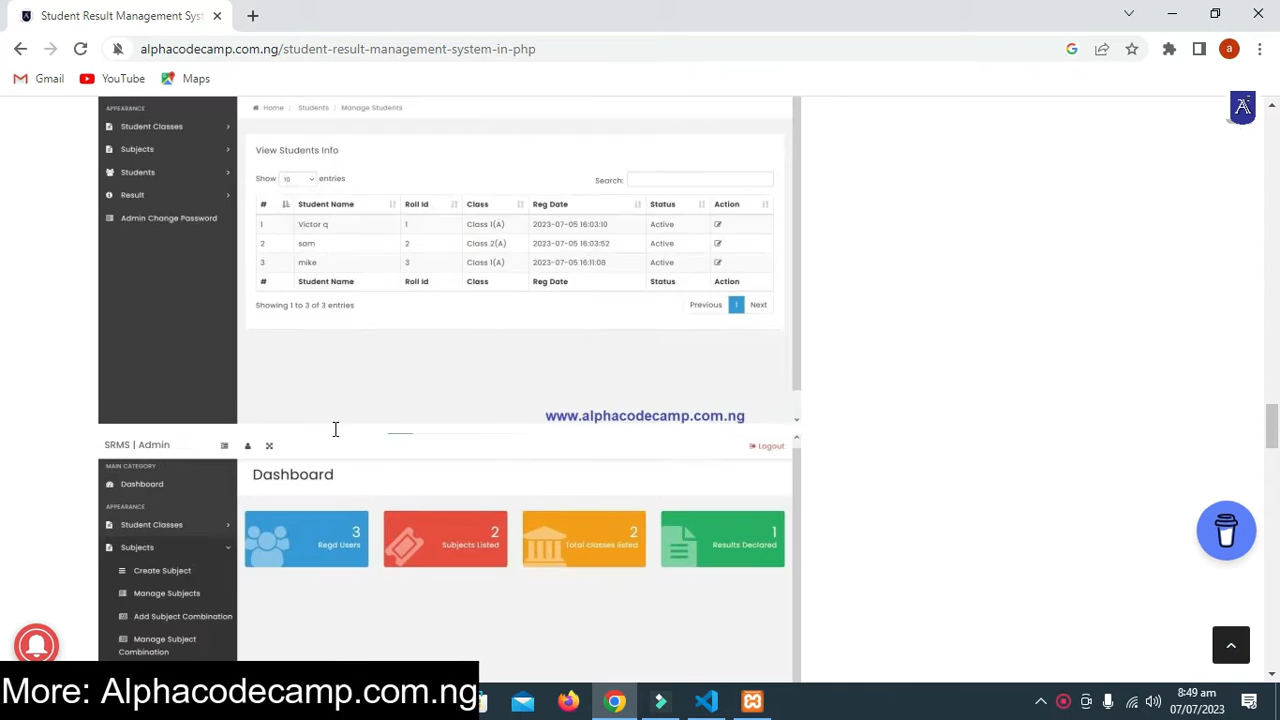 Student Result Management Syst
alphacodecamp.com.ng/student-result-management-system-in-php
a
Gmail YouTube Maps
APPEARANCE
Home Students / Manage Students
Student Classes
Subjects
Students
Result
Admin Change Password
View Students Info
Show 10 entries Search:
# Student Name Roll Id Class Reg Date Status Action
1 Victor q 1 Class 1(A) 2023-07-05 16:03:10 Active
2 sam 2 Class 2(A) 2023-07-05 16:03:52 Active
3 mike 3 Class 1(A) 2023-07-05 16:11:08 Active
# Student Name Roll Id Class Reg Date Status Action
Showing 1 to 3 of 3 entries Previous 1 Next
www.alphacodecamp.com.ng
SRMS | Admin Logout
MAIN CATEGORY
Dashboard
APPEARANCE
Student Classes
Subjects
Create Subject
Manage Subjects
Add Subject Combination
Manage Subject
Combination
Dashboard
3 Regd Users
2 Subjects Listed
2 Total classes listed
1 Results Declared
More: Alphacodecamp.com.ng
8:49 am
07/07/2023